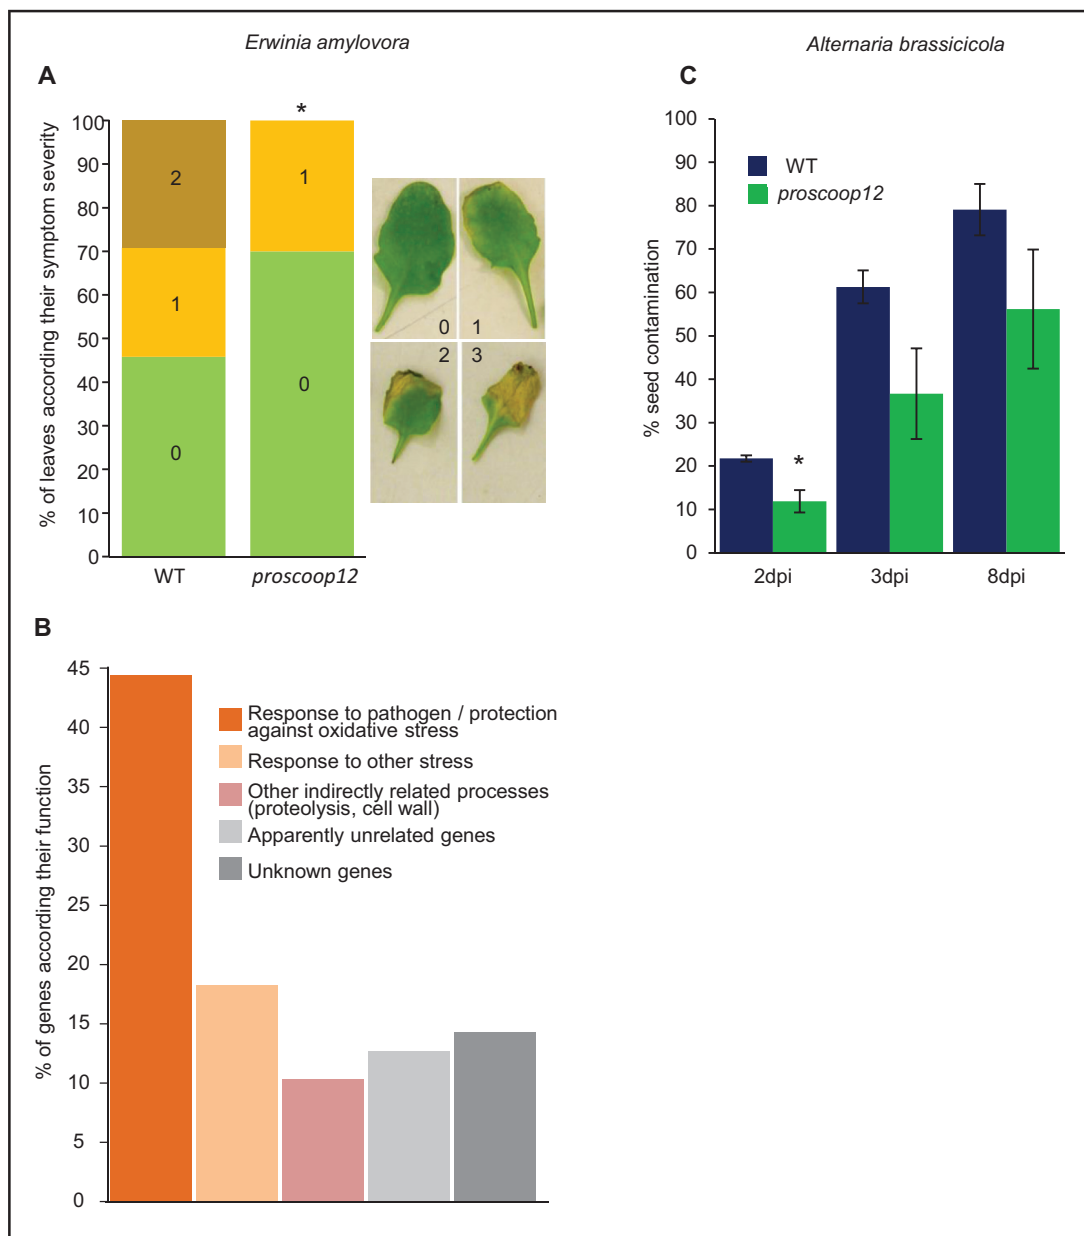 Erwinia amylovora
Alternaria brassicicola
A
% of leaves according their symptom severity
100
90
80
70
60
50
40
30
20
10
0
2
1
0
*
1
0
WT
proscoop12
0 1
2 3
C
% seed contamination
100
90
80
70
60
50
40
30
20
10
0
WT
proscoop12
*
2dpi 3dpi 8dpi
B
% of genes according their function
45
40
35
30
25
20
15
10
5
0
Response to pathogen / protection
against oxidative stress
Response to other stress
Other indirectly related processes
(proteolysis, cell wall)
Apparently unrelated genes
Unknown genes